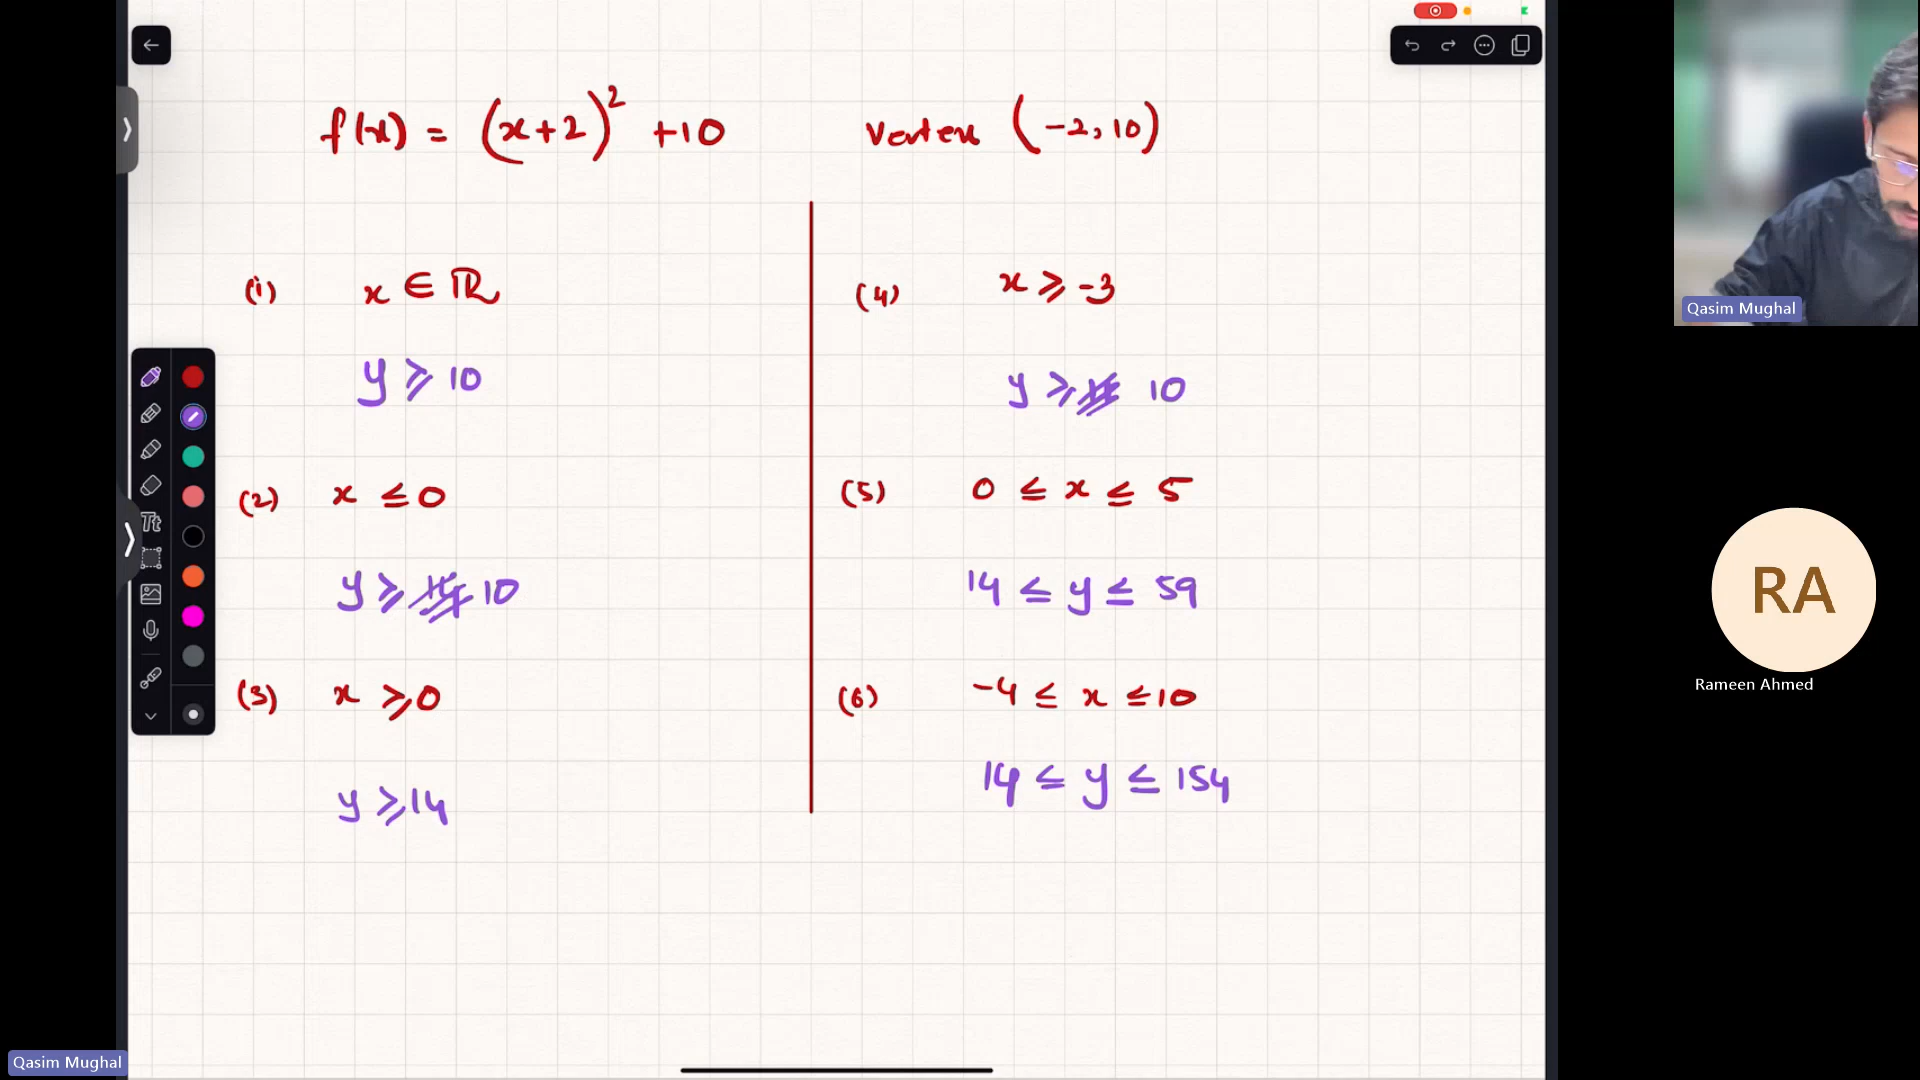 f(x) = (x+2)² + 10
vertex (-2, 10)
(1) x ∈ ℝ
y ⩾ 10
(2) x ≤ 0
y ⩾ 10
(3) x ⩾ 0
y ⩾ 14
(4) x ⩾ -3
y ⩾ 10
(5) 0 ≤ x ≤ 5
14 ≤ y ≤ 59
(6) -4 ≤ x ≤ 10
14 ≤ y ≤ 154
Tt
Qasim Mughal
RA
Rameen Ahmed
Qasim Mughal